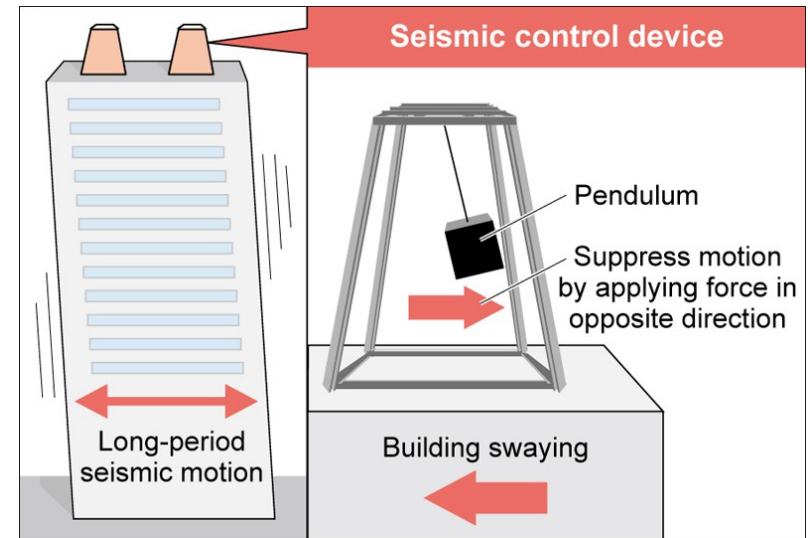 Seismic control device
Pendulum
Suppress motion
by applying force in
opposite direction
Long-period
seismic motion
Building swaying